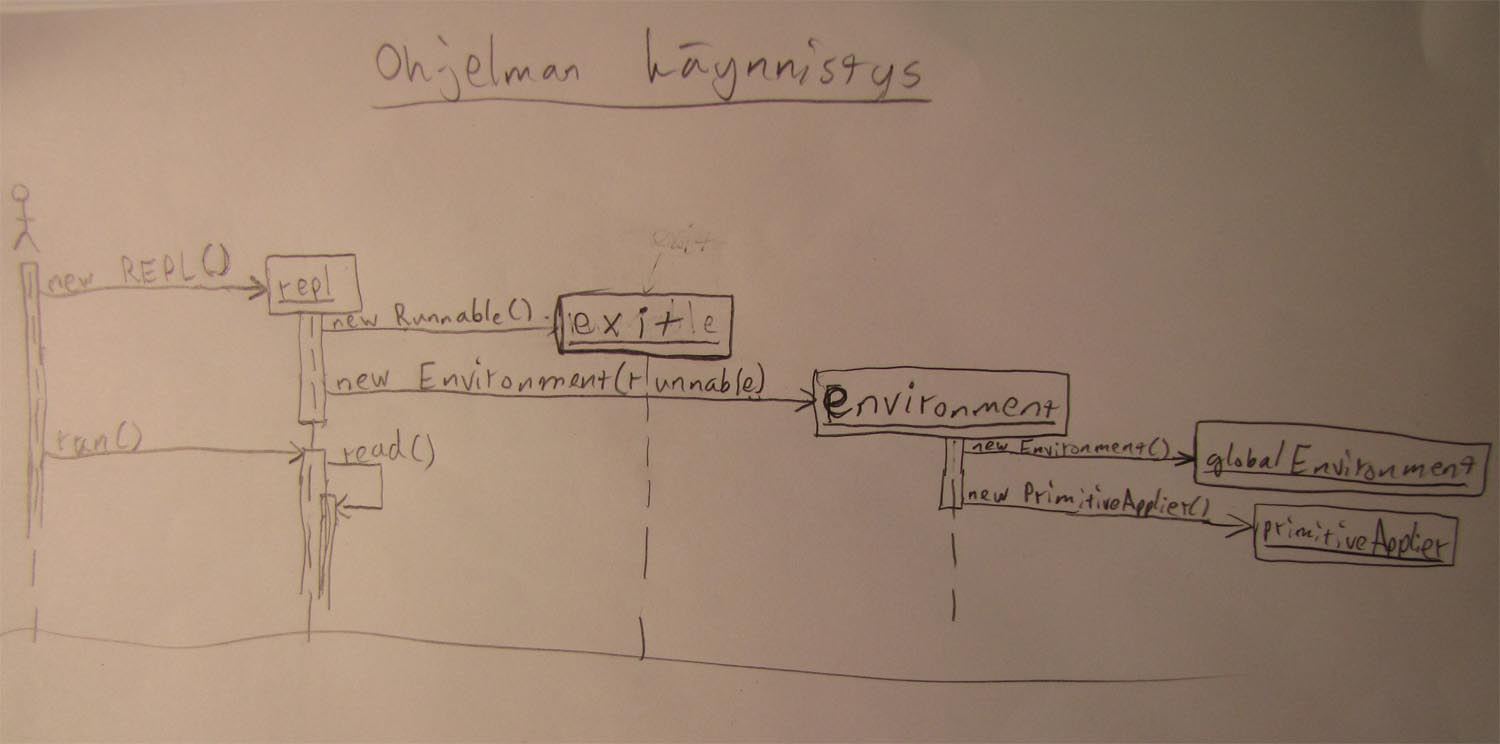 Ohjelman käynnistys
exit
new REPL()
repl
new Runnable()
exit
new Environment(runnable)
environment
run()
read()
new Environment()
globalEnvironment
new PrimitiveApplier()
primitiveApplier